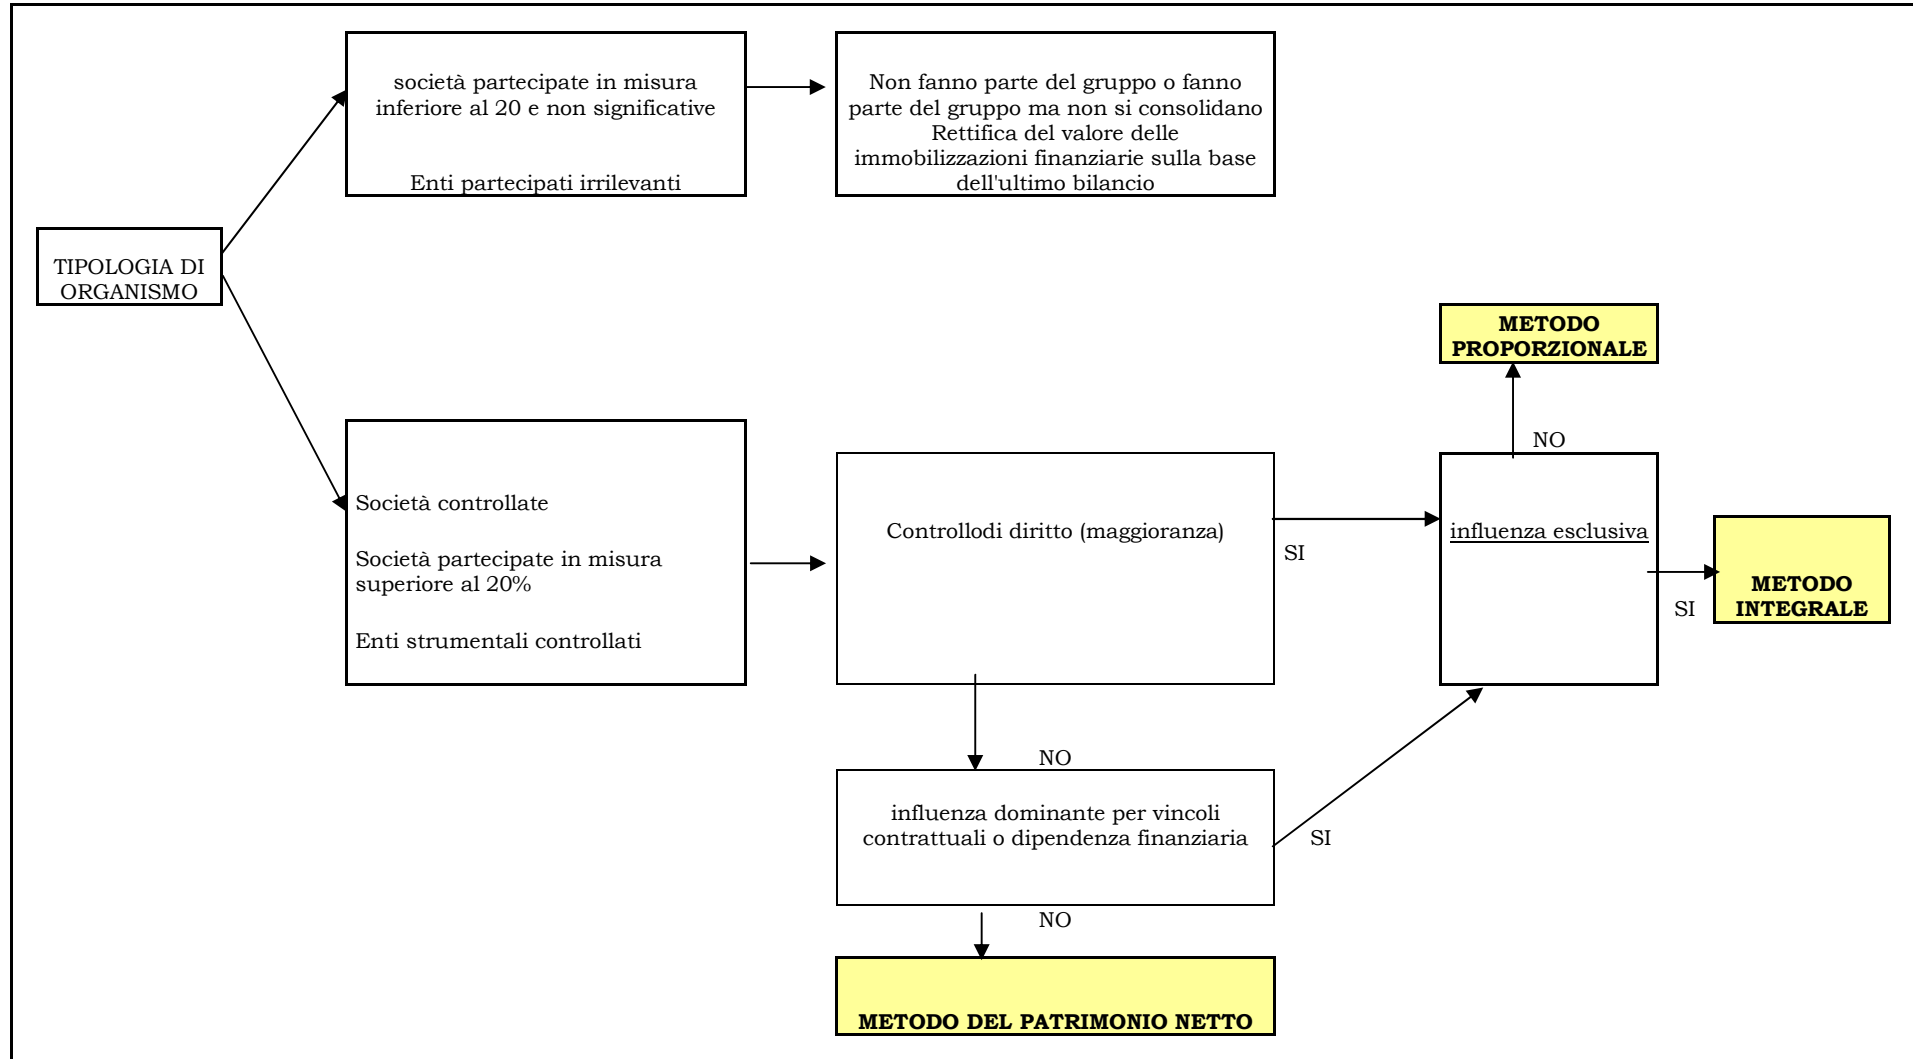 società partecipate in misura
inferiore al 20 e non significative
Enti partecipati irrilevanti
Non fanno parte del gruppo o fanno
parte del gruppo ma non si consolidano
Rettifica del valore delle
immobilizzazioni finanziarie sulla base
dell'ultimo bilancio
TIPOLOGIA DI
ORGANISMO
METODO
PROPORZIONALE
NO
Società controllate
Società partecipate in misura
superiore al 20%
Enti strumentali controllati
Controllodi diritto (maggioranza)
SI
influenza esclusiva
SI
METODO
INTEGRALE
NO
influenza dominante per vincoli
contrattuali o dipendenza finanziaria
SI
NO
METODO DEL PATRIMONIO NETTO